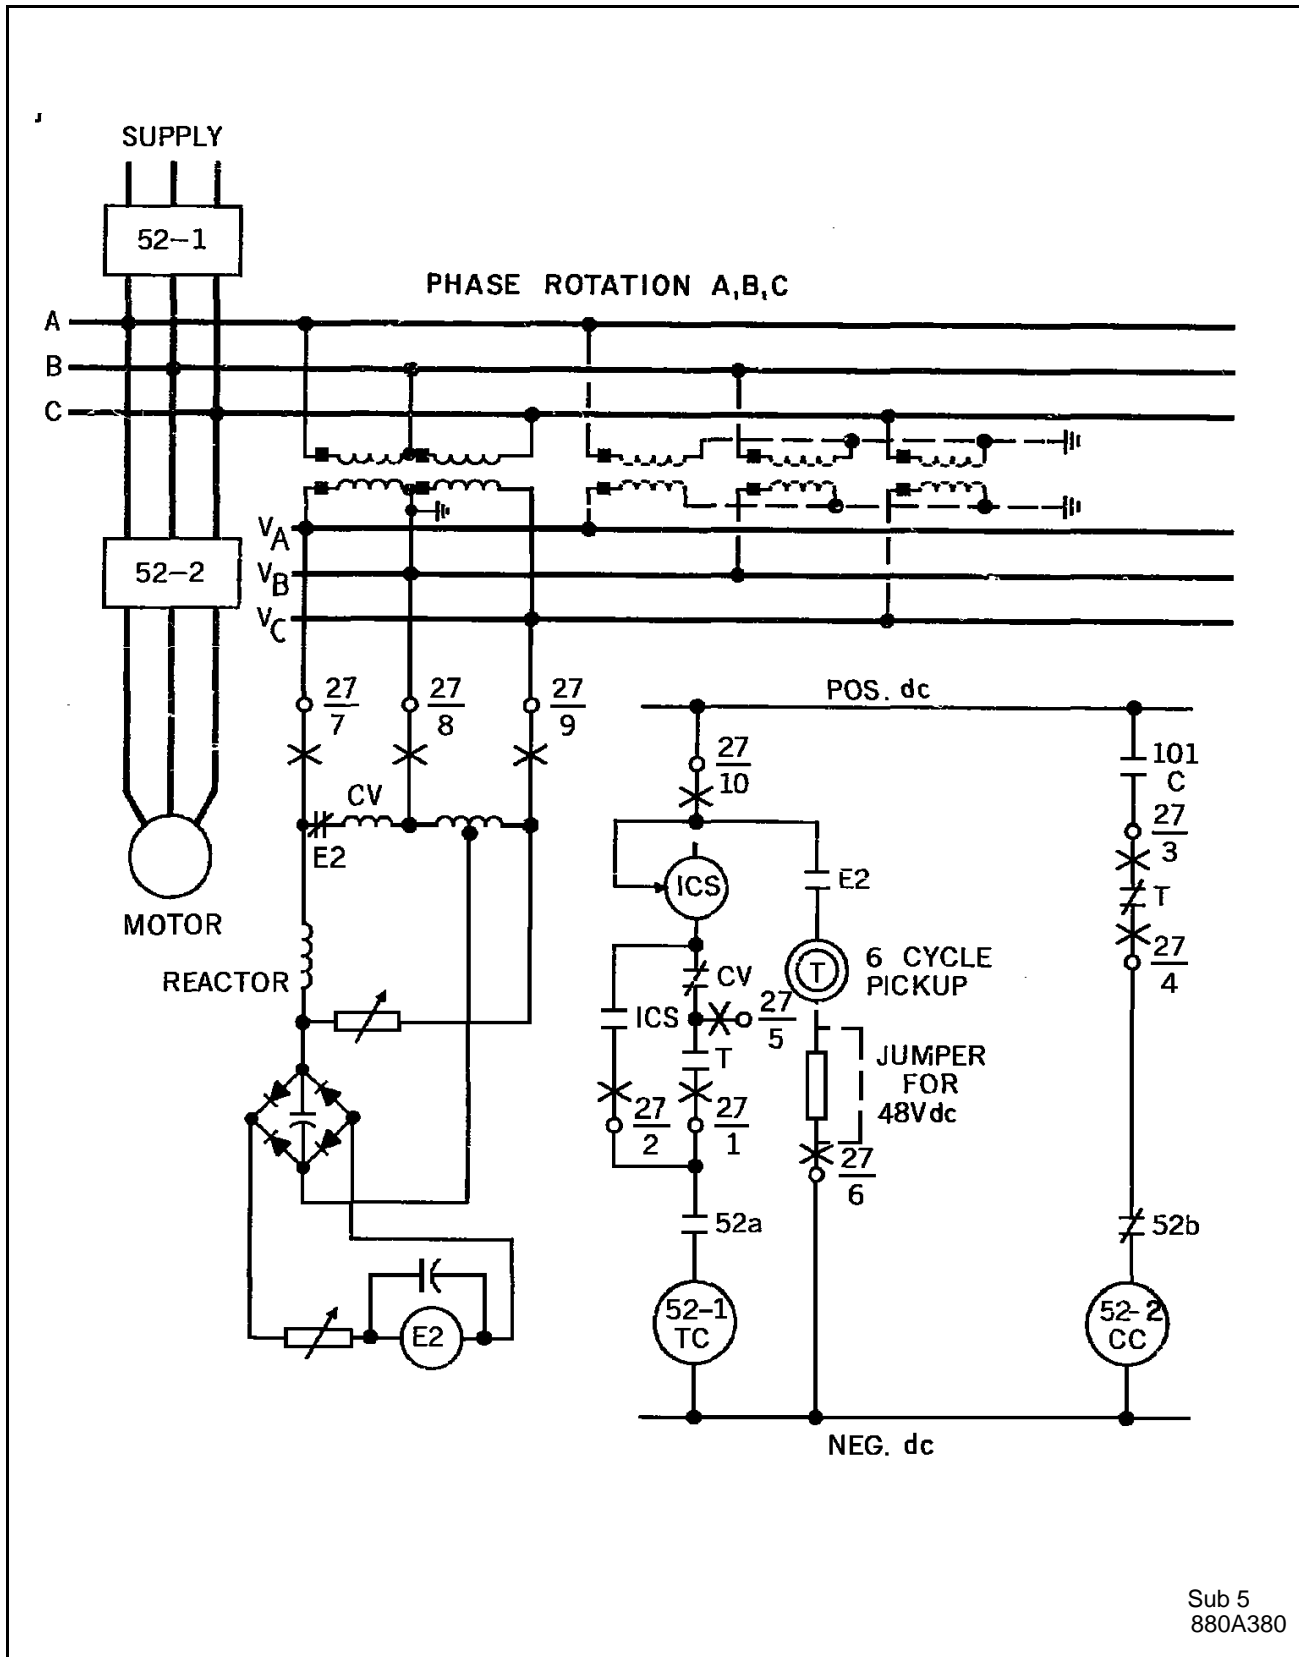 SUPPLY
52-1
PHASE ROTATION A,B,C
A
B
C
VA
VB
VC
52-2
27
7
27
8
27
9
POS. dc
27
10
101
C
CV
E2
27
3
ICS
E2
T
MOTOR
27
4
REACTOR
CV
T
6 CYCLE
PICKUP
ICS
27
5
T
JUMPER
FOR
48Vdc
27
2
27
1
27
6
52a
52b
52-1
TC
52-2
CC
E2
NEG. dc
Sub 5
880A380